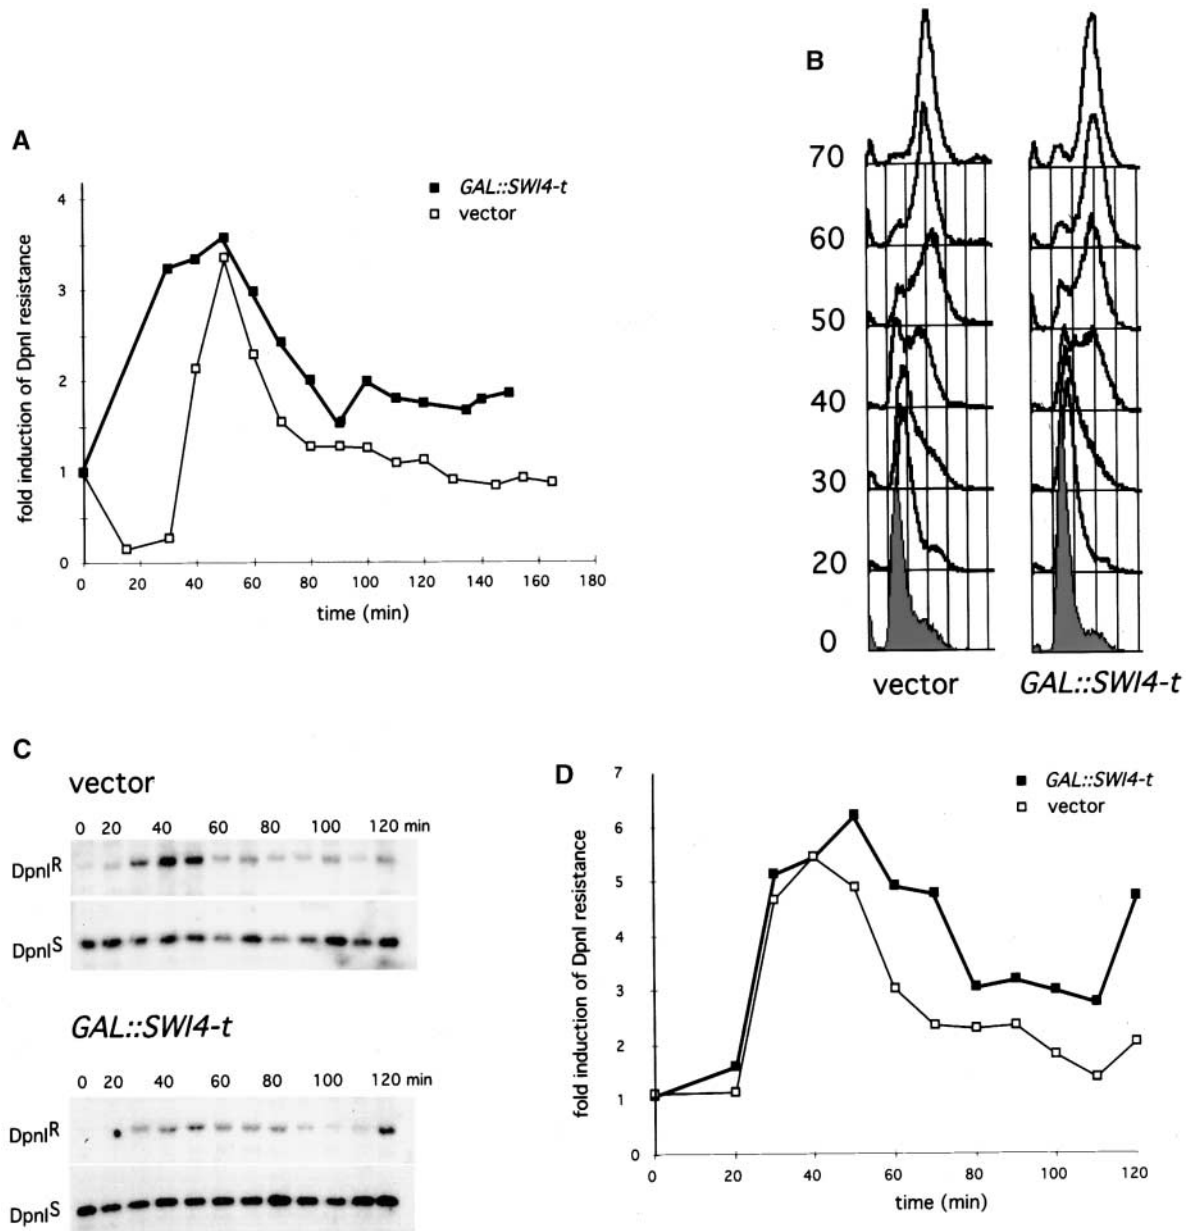 A
GAL::SWI4-t
vector
fold induction of DpnI resistance
4
3
2
1
0
0 20 40 60 80 100 120 140 160 180
time (min)
B
70
60
50
40
30
20
0
vector GAL::SWI4-t
C
vector
0 20 40 60 80 100 120 min
DpnIR
DpnIS
GAL::SWI4-t
0 20 40 60 80 100 120 min
DpnIR
DpnIS
D
GAL::SWI4-t
vector
fold induction of DpnI resistance
7
6
5
4
3
2
1
0
0 20 40 60 80 100 120
time (min)